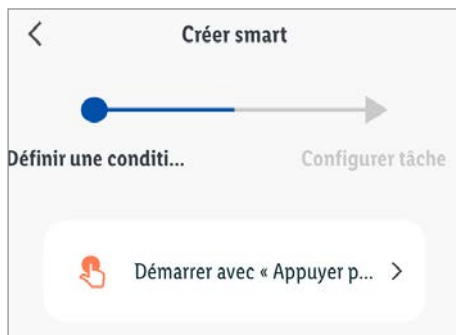 Créer smart
Définir une conditi...
Configurer tâche
Démarrer avec « Appuyer p...